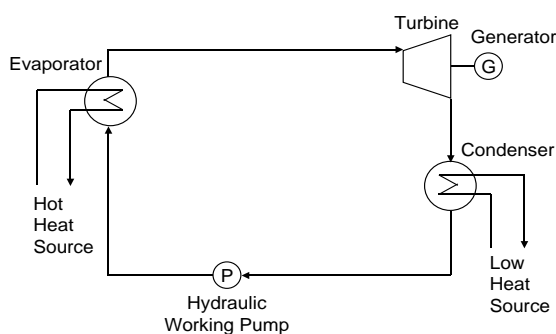 Turbine
Generator
Evaporator
G
Condenser
Hot
Heat
Source
P
Hydraulic
Working Pump
Low
Heat
Source